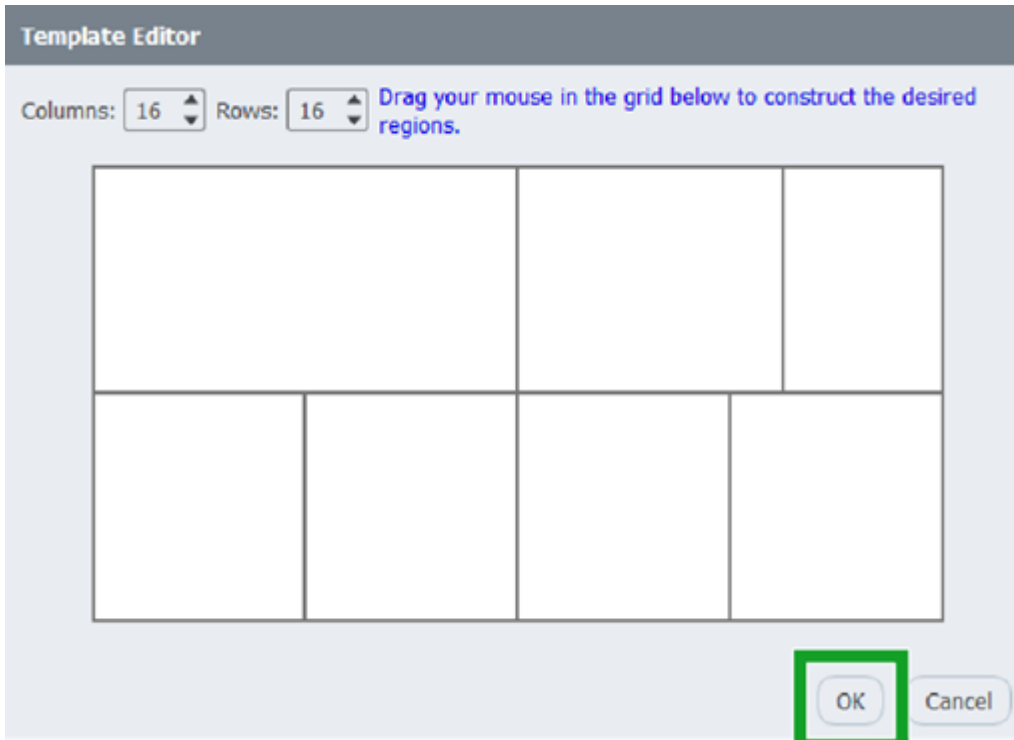 Template Editor
Columns: 16 Rows: 16 Drag your mouse in the grid below to construct the desired
regions.
OK Cancel